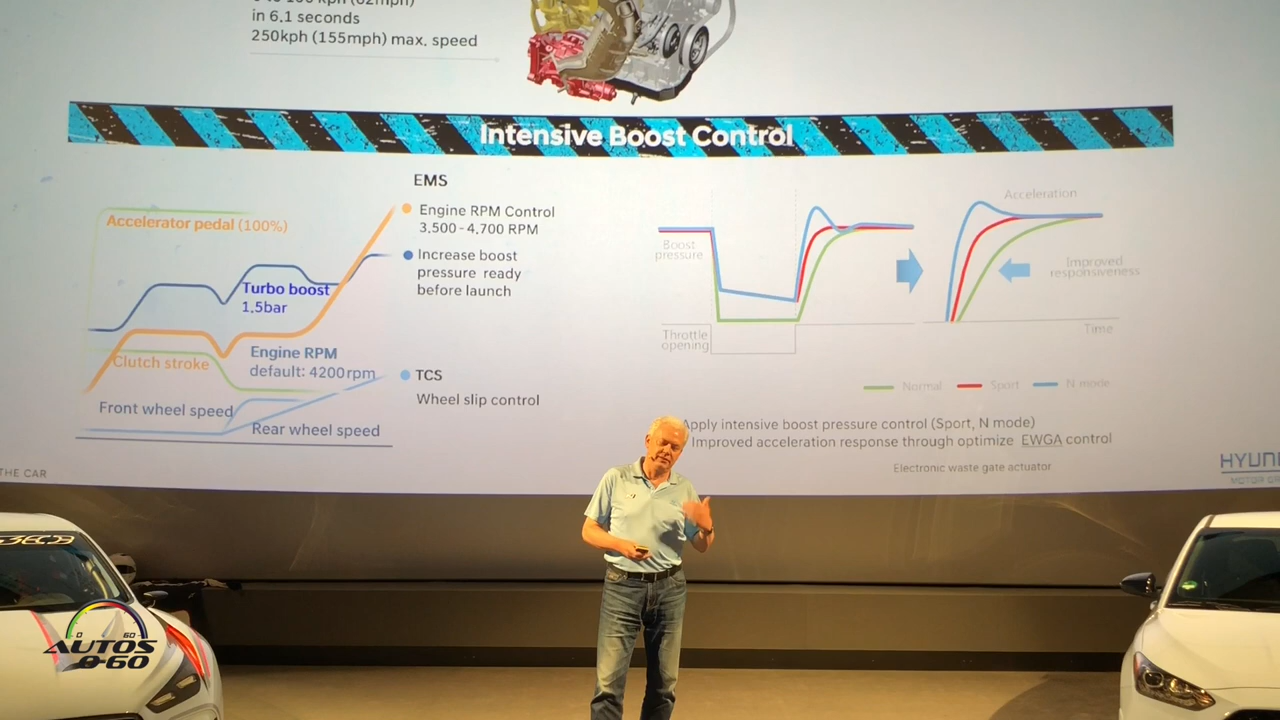 in 6.1 seconds
250kph (155mph) max. speed
Intensive Boost Control
EMS
Accelerator pedal (100%)
Engine RPM Control
3,500 - 4,700 RPM
Increase boost
pressure ready
before launch
Turbo boost
1.5bar
Clutch stroke
Engine RPM
default: 4200rpm
TCS
Wheel slip control
Front wheel speed
Rear wheel speed
Acceleration
Boost
pressure
Improved
responsiveness
Throttle
opening
Time
Normal
Sport
N mode
Apply intensive boost pressure control (Sport, N mode)
Improved acceleration response through optimize EWGA control
Electronic waste gate actuator
THE CAR
0 60
AUTOS
0-60